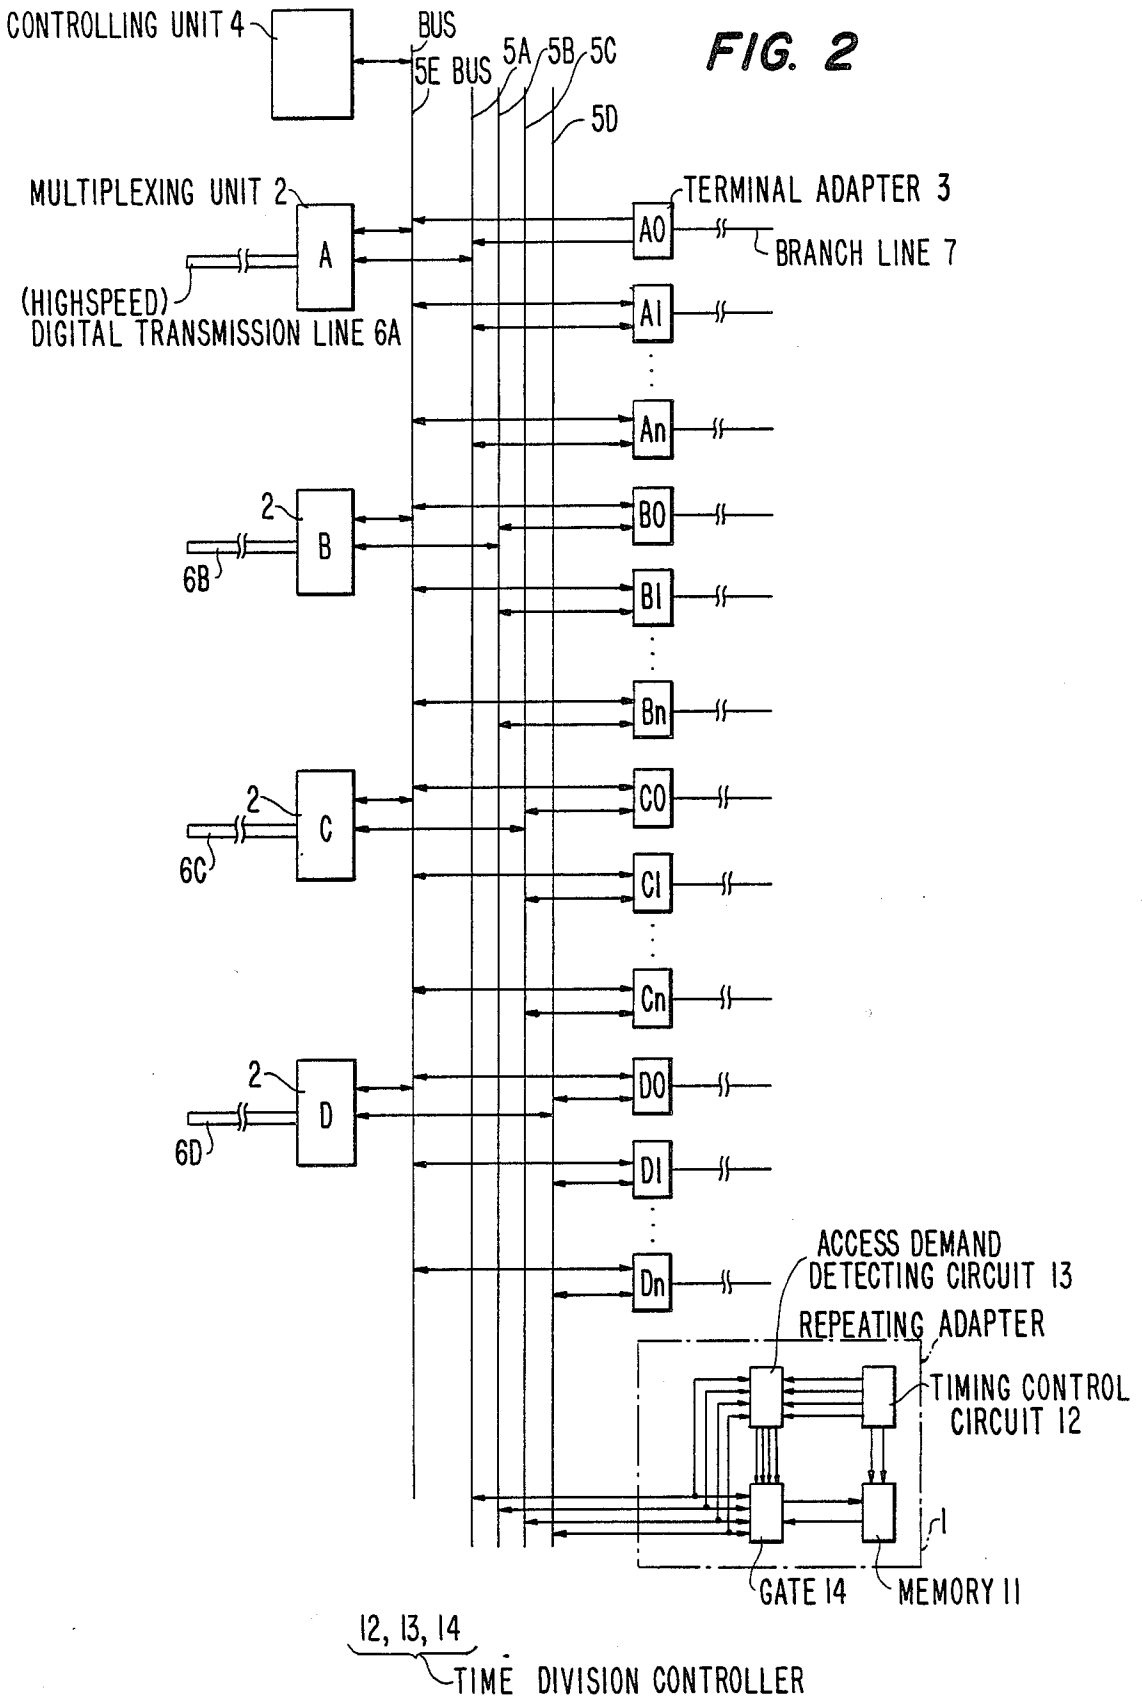 FIG. 2
CONTROLLING UNIT 4
BUS
5E BUS
5A
5B
5C
5D
MULTIPLEXING UNIT 2
A
(HIGHSPEED)
DIGITAL TRANSMISSION LINE 6A
TERMINAL ADAPTER 3
A0
BRANCH LINE 7
A1
An
2
B
6B
B0
B1
Bn
2
C
6C
C0
C1
Cn
2
D
6D
D0
D1
Dn
ACCESS DEMAND
DETECTING CIRCUIT 13
REPEATING ADAPTER
TIMING CONTROL
CIRCUIT 12
1
GATE 14
MEMORY 11
12, 13, 14
TIME DIVISION CONTROLLER